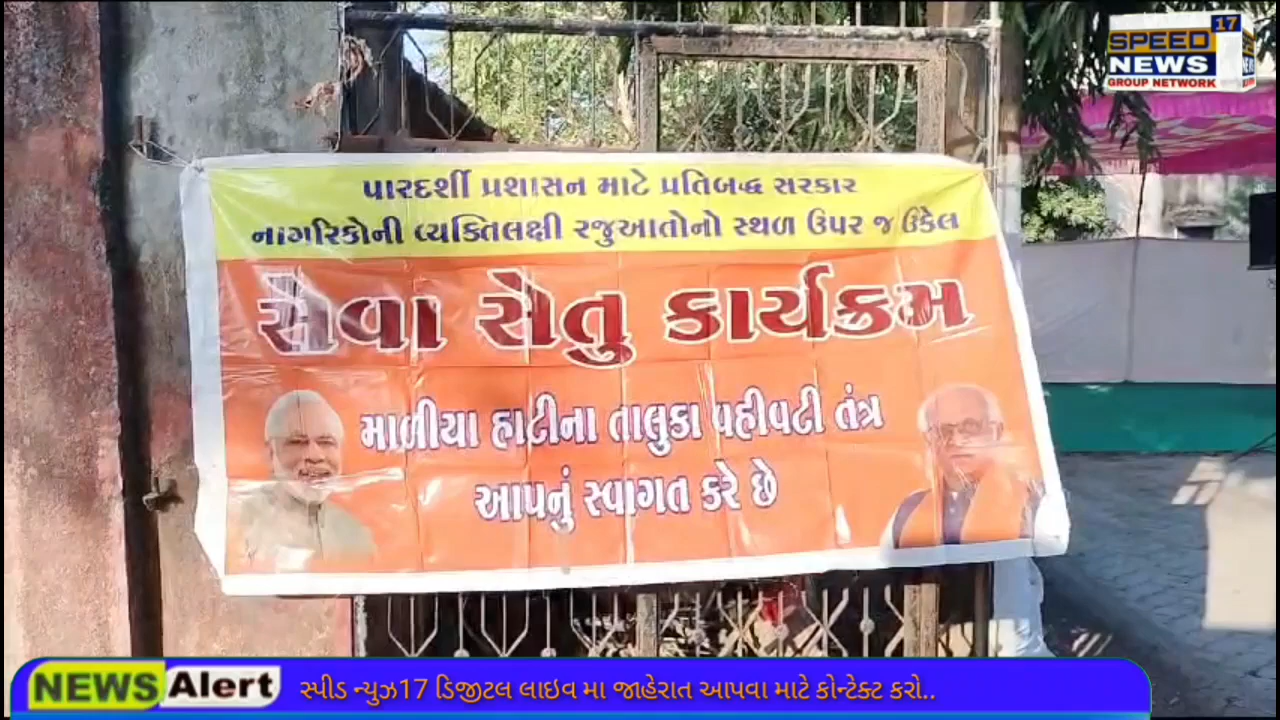 SPEED 17
NEWS
GROUP NETWORK
પારદર્શી પ્રશાસન માટે પ્રતિબદ્ધ સરકાર
નાગરિકોની વ્યક્તિલક્ષી રજુઆતોનો સ્થળ ઉપર જ ઉકેલ
સેવા સેતુ કાર્યક્રમ
માળીયા હાટીના તાલુકા વહીવટી તંત્ર
આપનું સ્વાગત કરે છે
NEWS Alert સ્પીડ ન્યુઝ17 ડિજીટલ લાઇવ મા જાહેરાત આપવા માટે કોન્ટેક્ટ કરો..